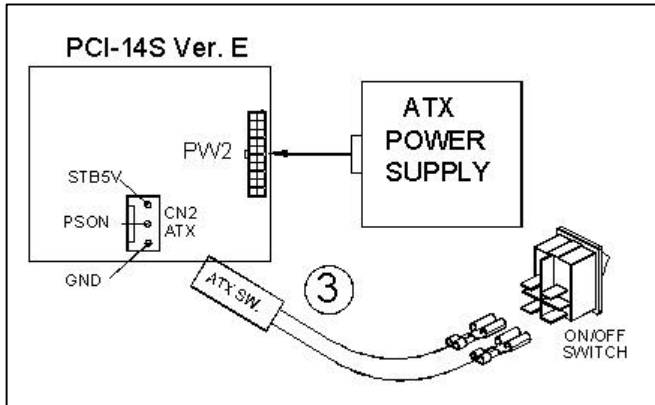 PCI-14S Ver. E
ATX
POWER
SUPPLY
PW2
STB5V
PSON
GND
CN2
ATX
ATX SW.
3
ON/OFF
SWITCH